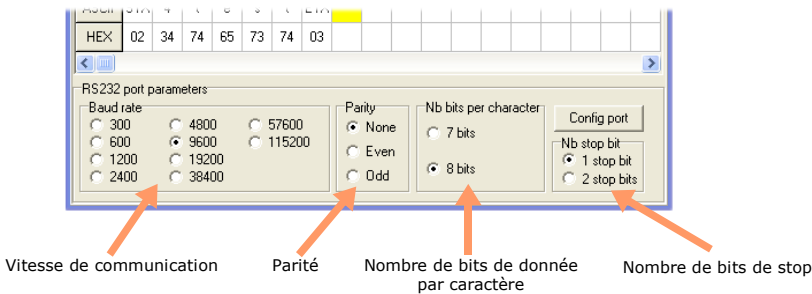 HEX 02 34 74 65 73 74 03
RS232 port parameters
Baud rate Parity Nb bits per character Config port
300 4800 57600 None 7 bits
600 9600 115200 Nb stop bit
1200 19200 Even 1 stop bit
2400 38400 Odd 8 bits 2 stop bits
Vitesse de communication Parité Nombre de bits de donnée Nombre de bits de stop
par caractère